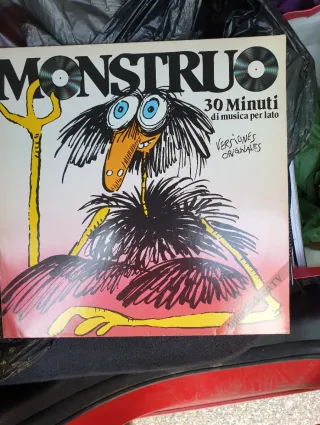 MONSTRUO
30 Minuti
di musica per lato
VERSIONES
ORIGINALES